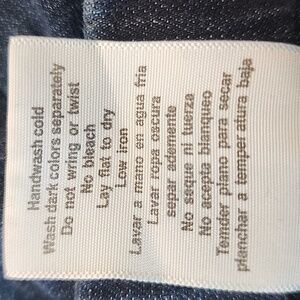 Handwash cold
Wash dark colors separately
Do not wring or twist
No bleach
Lay flat to dry
Low iron
Lavar a mano en agua fria
Lavar ropa oscura
separ ademente
No seque ni tuerza
No acepta blanqueo
Temder plano para secar
planchar a temper atura baja